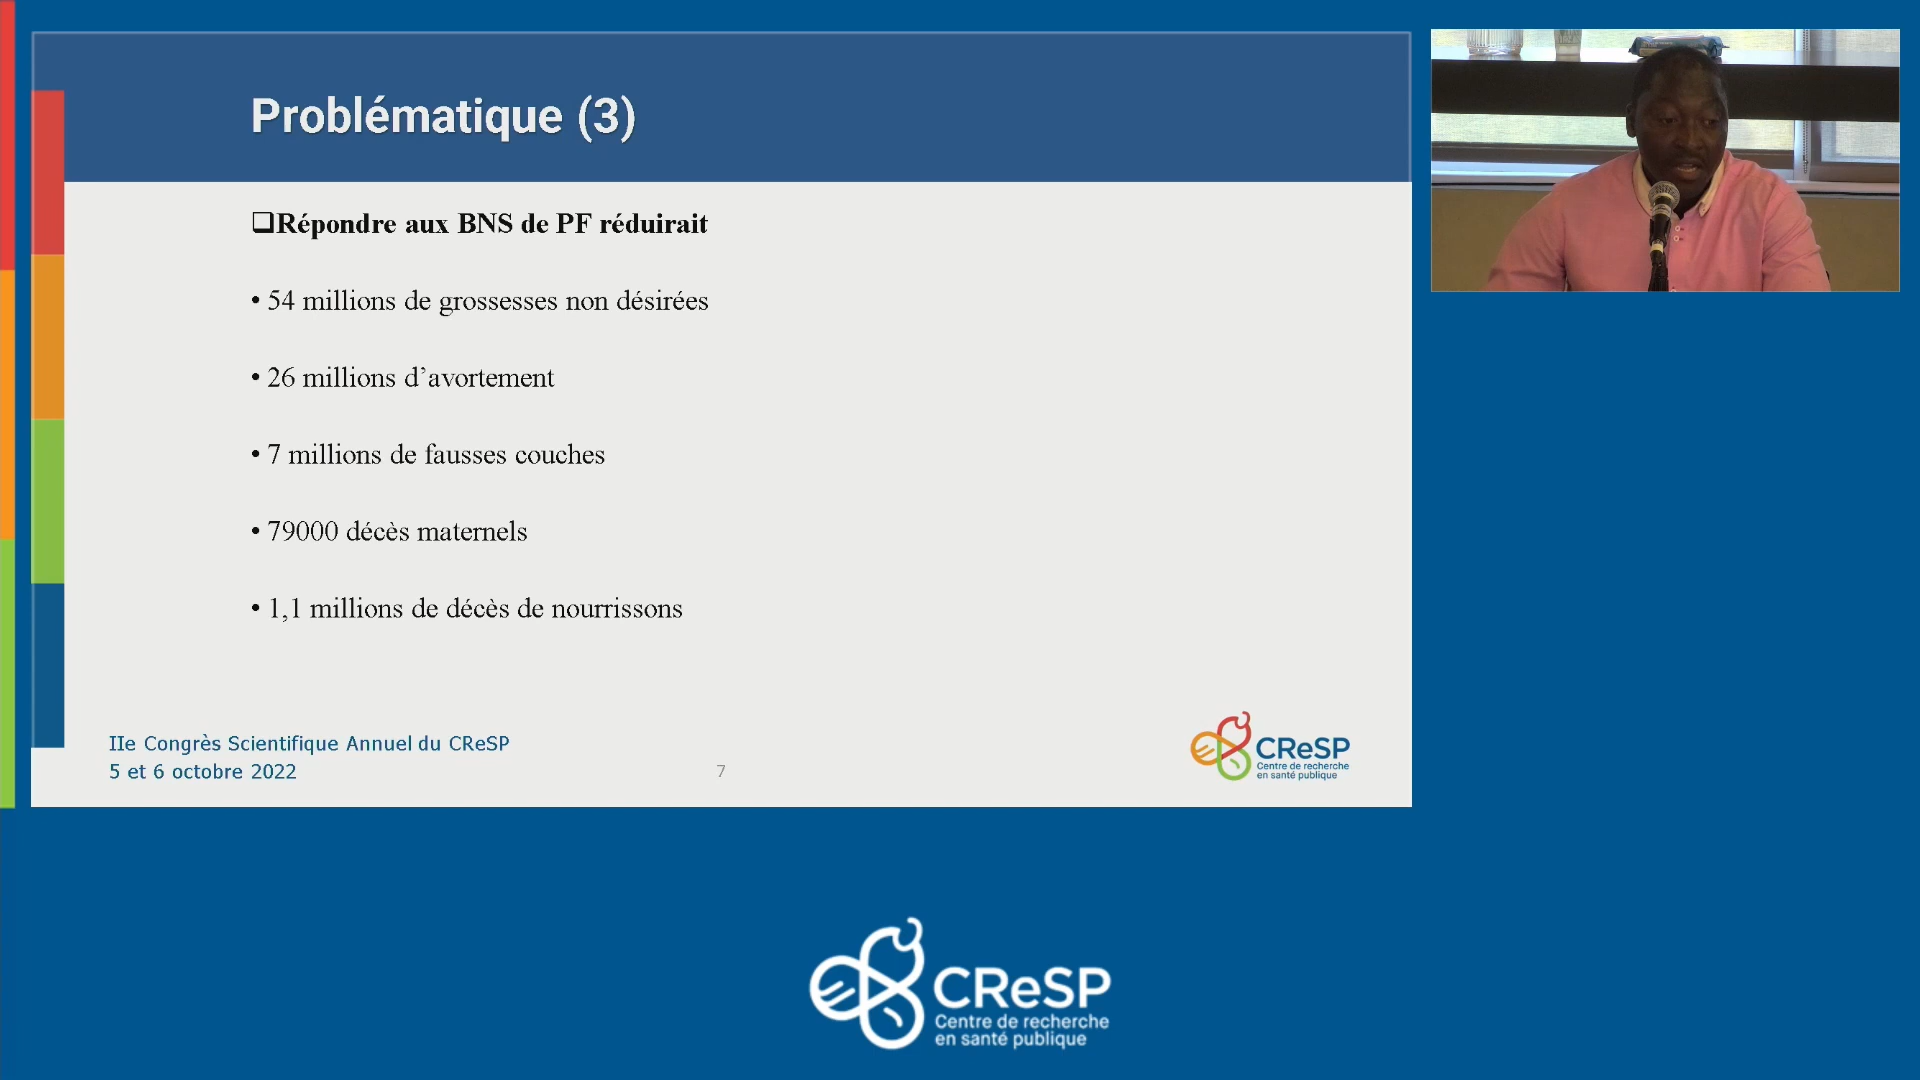 Problématique (3)
❑Répondre aux BNS de PF réduirait
• 54 millions de grossesses non désirées
• 26 millions d’avortement
• 7 millions de fausses couches
• 79000 décès maternels
• 1,1 millions de décès de nourrissons
IIe Congrès Scientifique Annuel du CReSP
5 et 6 octobre 2022
7
CReSP
Centre de recherche
en santé publique
CReSP
Centre de recherche
en santé publique